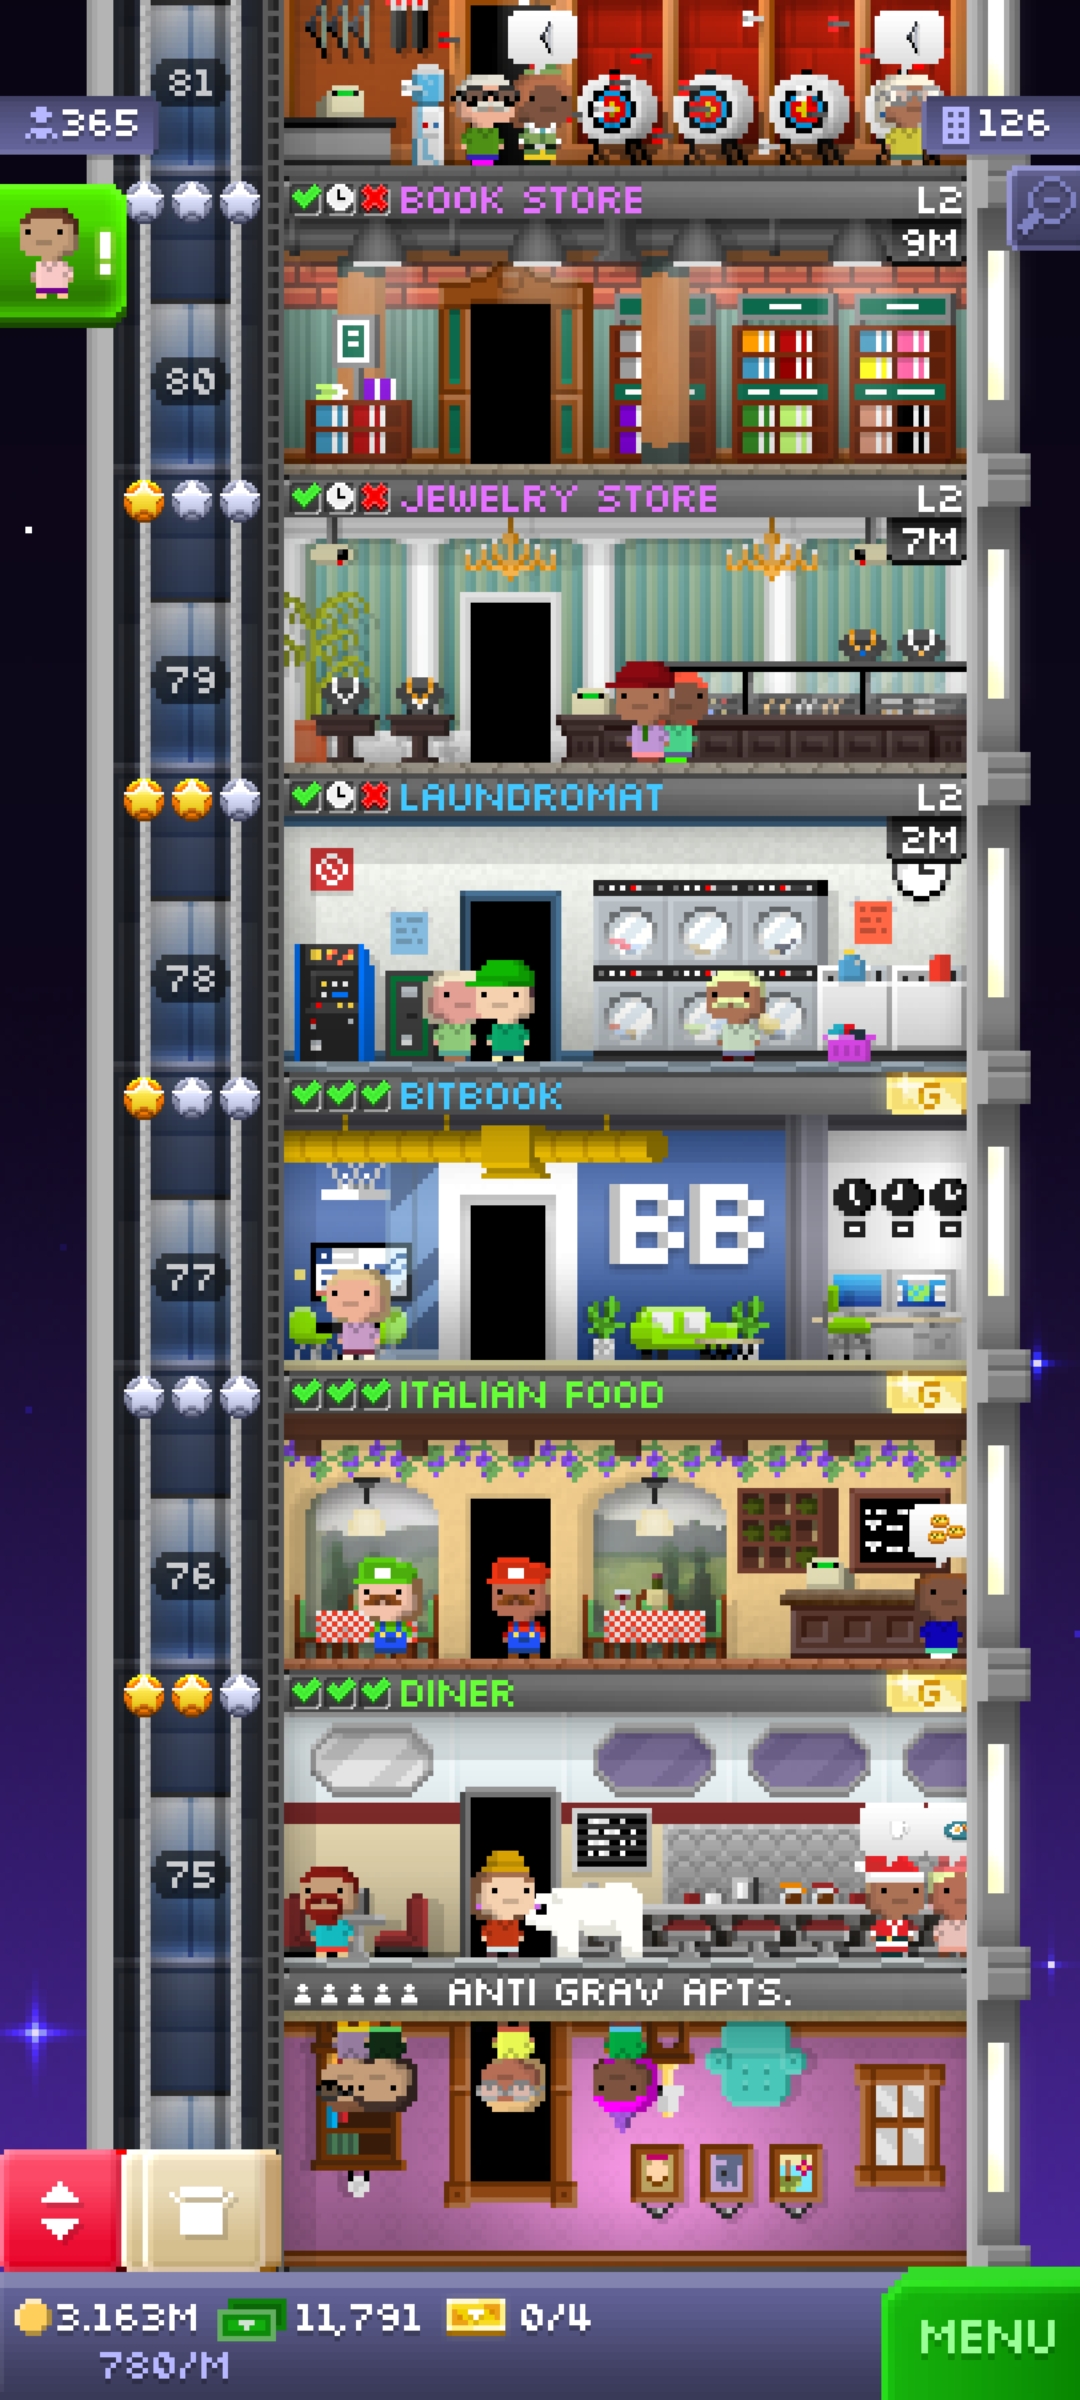 81
365
126
BOOK STORE L2
9M
80
JEWELRY STORE L2
7M
79
LAUNDROMAT L2
2M
78
BITBOOK G
BB
77
ITALIAN FOOD G
76
DINER G
75
ANTI GRAV APTS.
3.163M 11,791 0/4
780/M
MENU